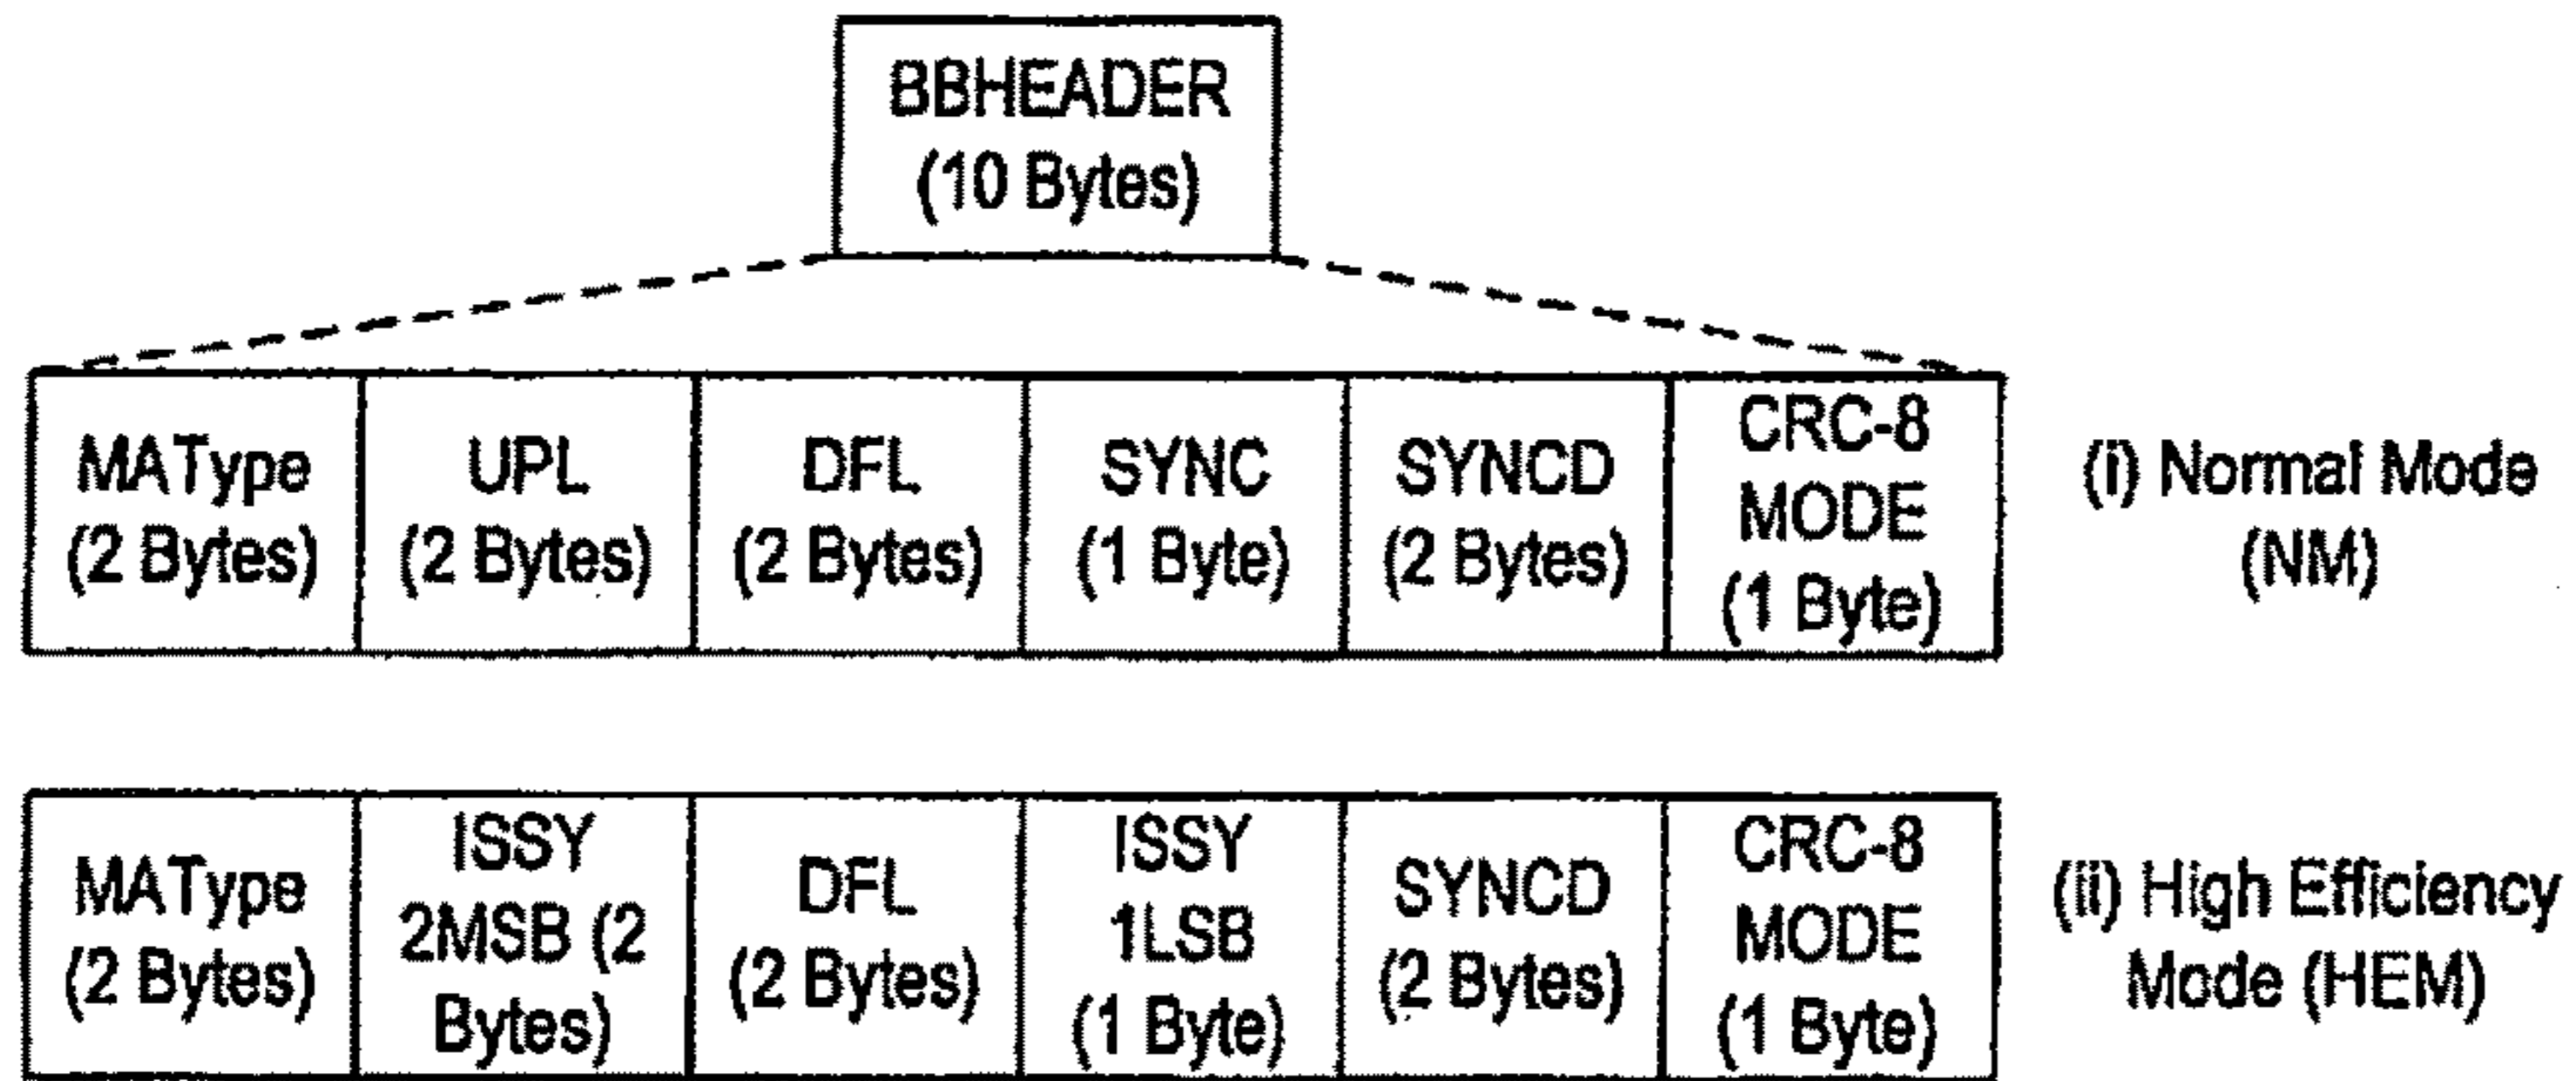 BBHEADER
(10 Bytes)
MAType
(2 Bytes)
UPL
(2 Bytes)
DFL
(2 Bytes)
SYNC
(1 Byte)
SYNCD
(2 Bytes)
CRC-8
MODE
(1 Byte)
(i) Normal Mode
(NM)
MAType
(2 Bytes)
ISSY
2MSB (2
Bytes)
DFL
(2 Bytes)
ISSY
1LSB
(1 Byte)
SYNCD
(2 Bytes)
CRC-8
MODE
(1 Byte)
(ii) High Efficiency
Mode (HEM)